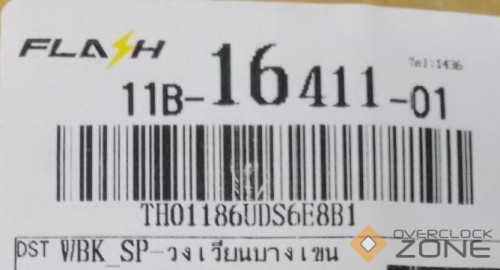 FLASH
Tel:1436
11B-16411-01
TH01186UDS6E8B1
DST WBK_SP-วงเวียนบางเขน
OVERCLOCK
ZONE